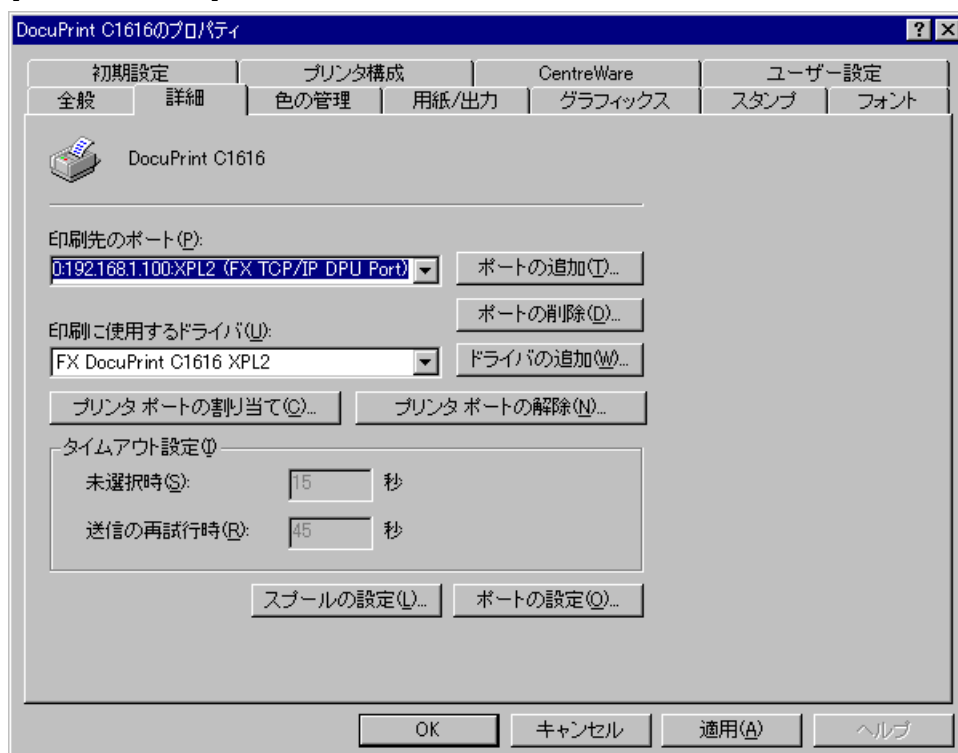 DocuPrint C1616のプロパティ
初期設定 プリンタ構成 CentreWare ユーザー設定
全般 詳細 色の管理 用紙/出力 グラフィックス スタンプ フォント
DocuPrint C1616
印刷先のポート(P):
0:192.168.1.100:XPL2 (FX TCP/IP DPU Port) ポートの追加(T)...
ポートの削除(D)...
印刷に使用するドライバ(U):
FX DocuPrint C1616 XPL2 ドライバの追加(W)...
プリンタ ポートの割り当て(C)... プリンタ ポートの解除(N)...
タイムアウト設定(I)
未選択時(S): 15 秒
送信の再試行時(R): 45 秒
スプールの設定(L)... ポートの設定(O)...
OK キャンセル 適用(A) ヘルプ